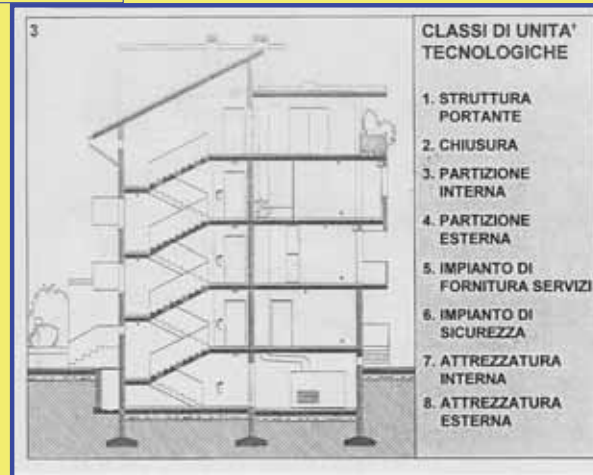 3
CLASSI DI UNITA'
TECNOLOGICHE
1. STRUTTURA
PORTANTE
2. CHIUSURA
3. PARTIZIONE
INTERNA
4. PARTIZIONE
ESTERNA
5. IMPIANTO DI
FORNITURA SERVIZI
6. IMPIANTO DI
SICUREZZA
7. ATTREZZATURA
INTERNA
8. ATTREZZATURA
ESTERNA